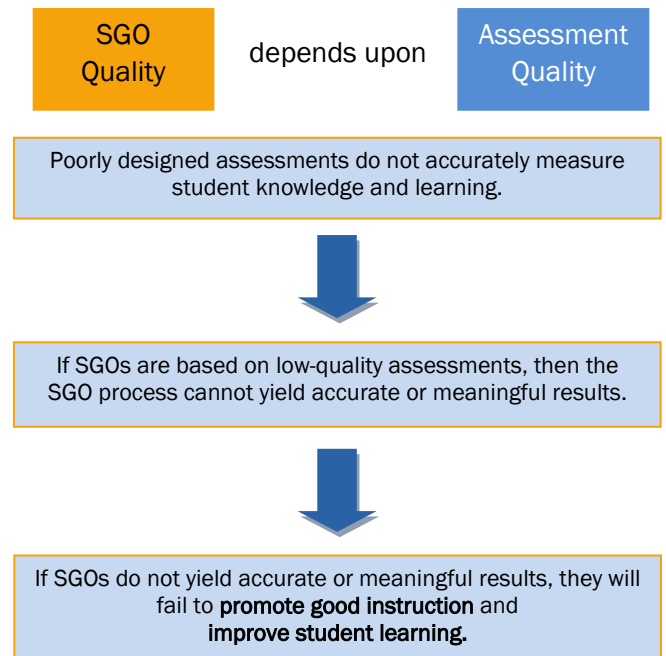 SGO
Quality
depends upon
Assessment
Quality
Poorly designed assessments do not accurately measure
student knowledge and learning.
If SGOs are based on low-quality assessments, then the
SGO process cannot yield accurate or meaningful results.
If SGOs do not yield accurate or meaningful results, they will
fail to promote good instruction and
improve student learning.